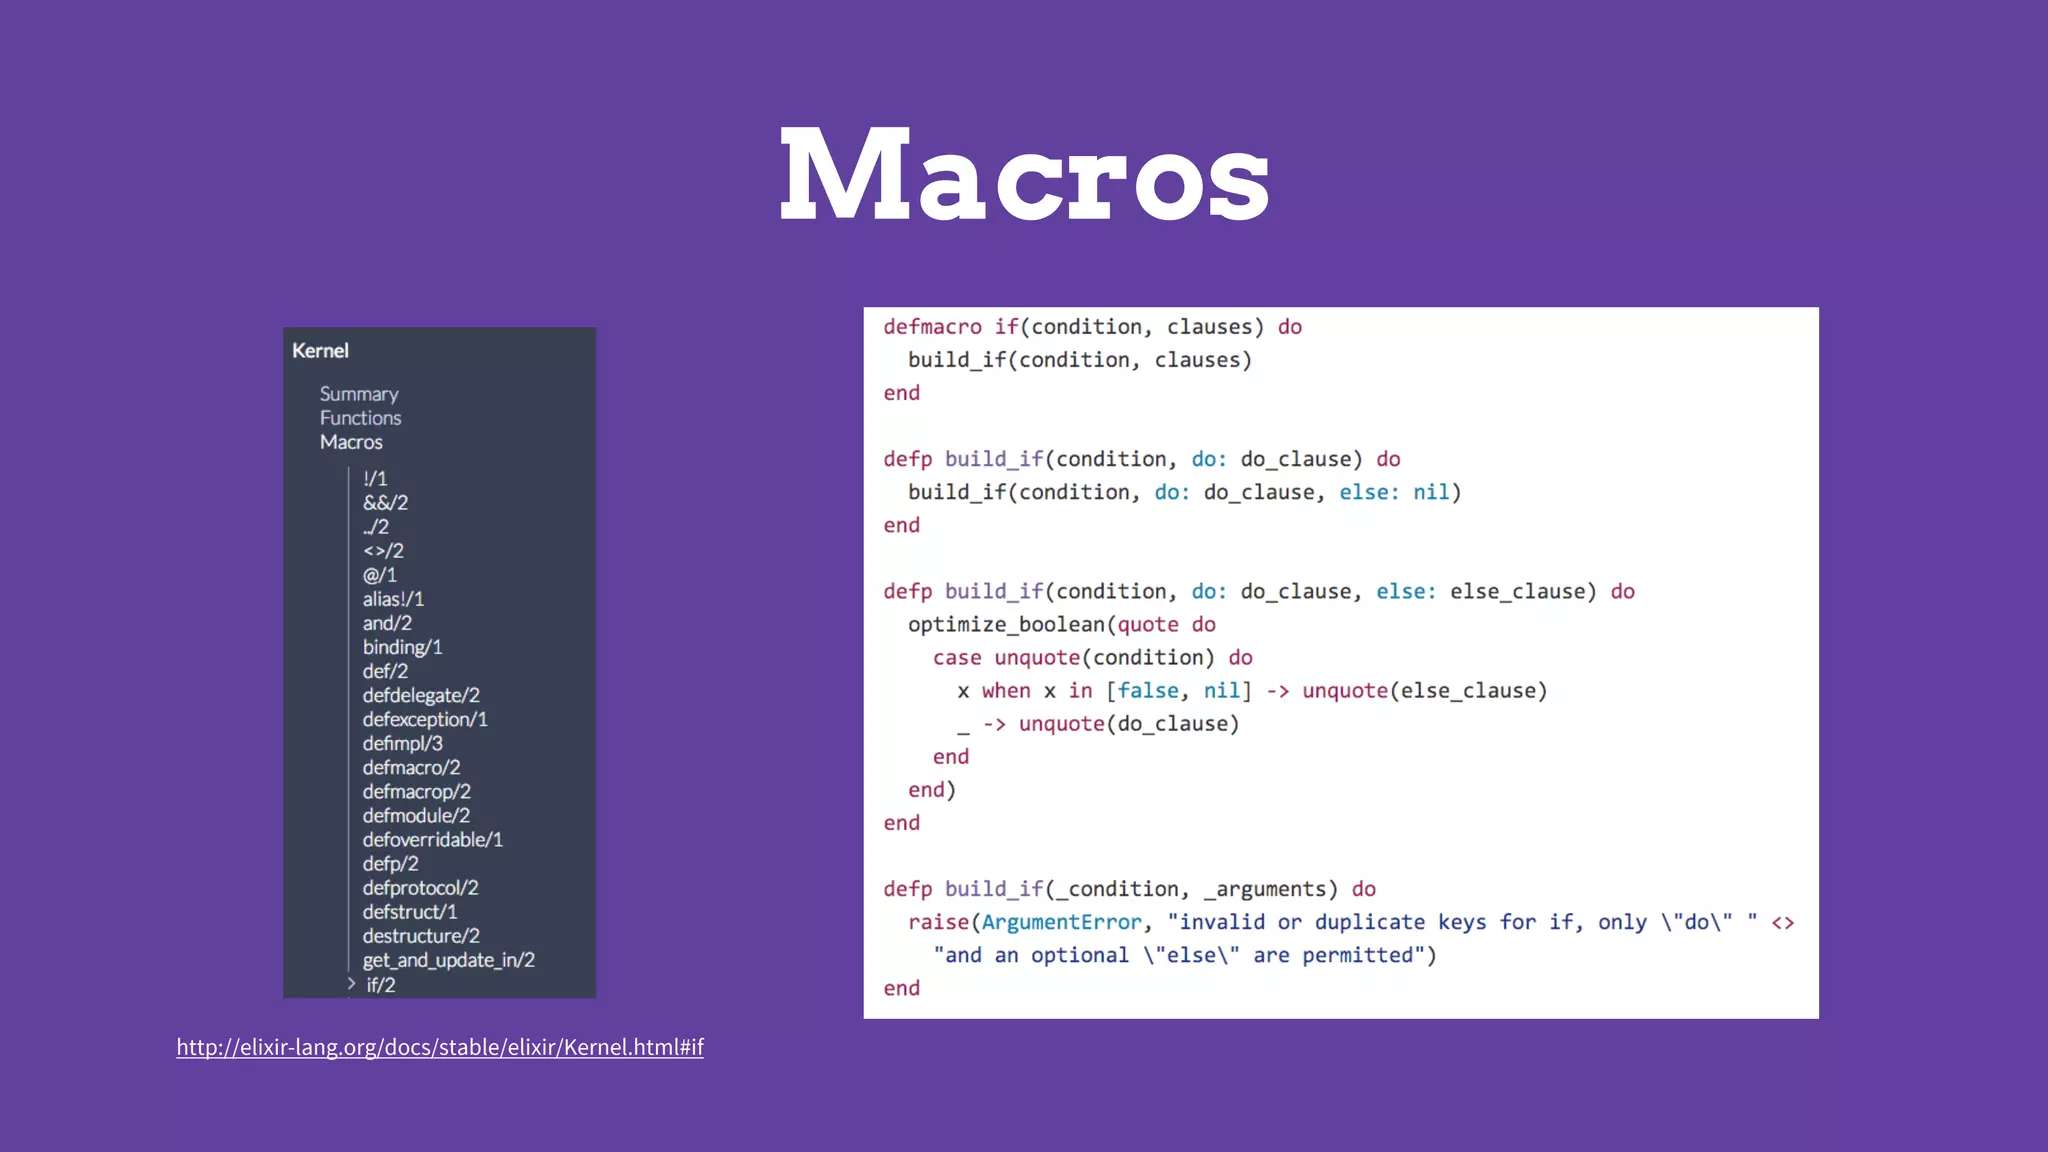 Macros
Kernel
Summary
Functions
Macros
!/1
&&/2
../2
<>/2
@/1
alias!/1
and/2
binding/1
def/2
defdelegate/2
defexception/1
defimpl/3
defmacro/2
defmacrop/2
defmodule/2
defoverridable/1
defp/2
defprotocol/2
defstruct/1
destructure/2
get_and_update_in/2
> if/2
http://elixir-lang.org/docs/stable/elixir/Kernel.html#if
defmacro if(condition, clauses) do
  build_if(condition, clauses)
end
defp build_if(condition, do: do_clause) do
  build_if(condition, do: do_clause, else: nil)
end
defp build_if(condition, do: do_clause, else: else_clause) do
  optimize_boolean(quote do
    case unquote(condition) do
      x when x in [false, nil] -> unquote(else_clause)
      _ -> unquote(do_clause)
    end
  end)
end
defp build_if(_condition, _arguments) do
  raise(ArgumentError, "invalid or duplicate keys for if, only \"do\" " <>
    "and an optional \"else\" are permitted")
end